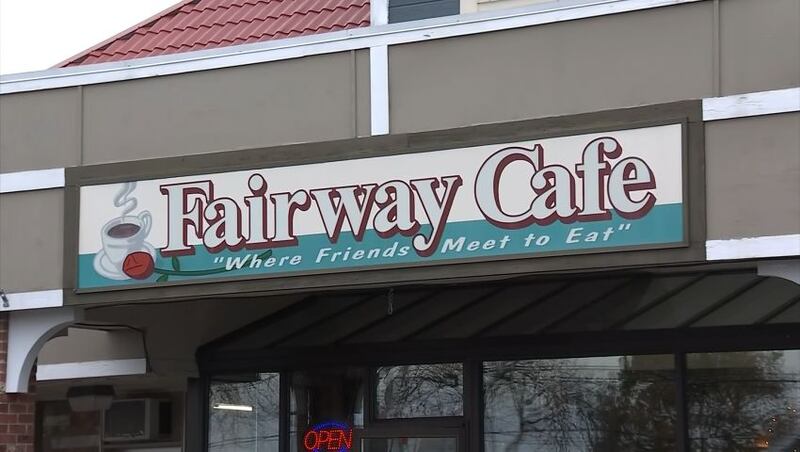 Fairway Cafe
"Where Friends Meet to Eat"
OPEN